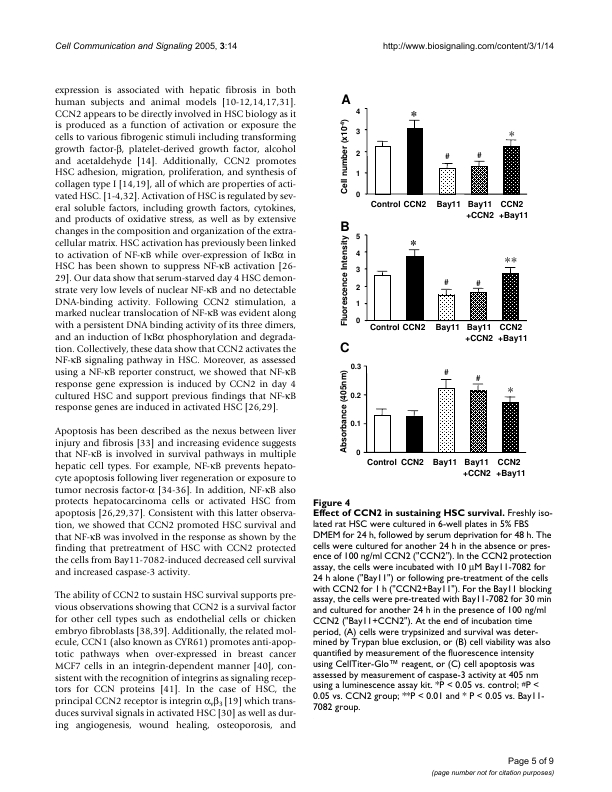 Cell Communication and Signaling 2005, 3:14
http://www.biosignaling.com/content/3/1/14
expression is associated with hepatic fibrosis in both
human subjects and animal models [10-12,14,17,31].
CCN2 appears to be directly involved in HSC biology as it
is produced as a function of activation or exposure the
cells to various fibrogenic stimuli including transforming
growth factor-β, platelet-derived growth factor, alcohol
and acetaldehyde [14]. Additionally, CCN2 promotes
HSC adhesion, migration, proliferation, and synthesis of
collagen type I [14,19], all of which are properties of acti-
vated HSC. [1-4,32]. Activation of HSC is regulated by sev-
eral soluble factors, including growth factors, cytokines,
and products of oxidative stress, as well as by extensive
changes in the composition and organization of the extra-
cellular matrix. HSC activation has previously been linked
to activation of NF-κB while over-expression of IκBα in
HSC has been shown to suppress NF-κB activation [26-
29]. Our data show that serum-starved day 4 HSC demon-
strate very low levels of nuclear NF-κB and no detectable
DNA-binding activity. Following CCN2 stimulation, a
marked nuclear translocation of NF-κB was evident along
with a persistent DNA binding activity of its three dimers,
and an induction of IκBα phosphorylation and degrada-
tion. Collectively, these data show that CCN2 activates the
NF-κB signaling pathway in HSC. Moreover, as assessed
using a NF-κB reporter construct, we showed that NF-κB
response gene expression is induced by CCN2 in day 4
cultured HSC and support previous findings that NF-κB
response genes are induced in activated HSC [26,29].
Apoptosis has been described as the nexus between liver
injury and fibrosis [33] and increasing evidence suggests
that NF-κB is involved in survival pathways in multiple
hepatic cell types. For example, NF-κB prevents hepato-
cyte apoptosis following liver regeneration or exposure to
tumor necrosis factor-α [34-36]. In addition, NF-κB also
protects hepatocarcinoma cells or activated HSC from
apoptosis [26,29,37]. Consistent with this latter observa-
tion, we showed that CCN2 promoted HSC survival and
that NF-κB was involved in the response as shown by the
finding that pretreatment of HSC with CCN2 protected
the cells from Bay11-7082-induced decreased cell survival
and increased caspase-3 activity.
The ability of CCN2 to sustain HSC survival supports pre-
vious observations showing that CCN2 is a survival factor
for other cell types such as endothelial cells or chicken
embryo fibroblasts [38,39]. Additionally, the related mol-
ecule, CCN1 (also known as CYR61) promotes anti-apop-
totic pathways when over-expressed in breast cancer
MCF7 cells in an integrin-dependent manner [40], con-
sistent with the recognition of integrins as signaling recep-
tors for CCN proteins [41]. In the case of HSC, the
principal CCN2 receptor is integrin αvβ3 [19] which trans-
duces survival signals in activated HSC [30] as well as dur-
ing angiogenesis, wound healing, osteoporosis, and
A
Cell number (x10-4)
4
3
2
1
0
*
#
#
*
Control CCN2 Bay11 Bay11 CCN2
+CCN2 +Bay11
B
Fluorescence Intensity
5
4
3
2
1
0
*
#
#
**
Control CCN2 Bay11 Bay11 CCN2
+CCN2 +Bay11
C
Absorbance (405nm)
0.3
0.2
0.1
0
#
#
*
Control CCN2 Bay11 Bay11 CCN2
+CCN2 +Bay11
Figure 4
Effect of CCN2 in sustaining HSC survival. Freshly iso-
lated rat HSC were cultured in 6-well plates in 5% FBS
DMEM for 24 h, followed by serum deprivation for 48 h. The
cells were cultured for another 24 h in the absence or pres-
ence of 100 ng/ml CCN2 ("CCN2"). In the CCN2 protection
assay, the cells were incubated with 10 μM Bay11-7082 for
24 h alone ("Bay11") or following pre-treatment of the cells
with CCN2 for 1 h ("CCN2+Bay11"). For the Bay11 blocking
assay, the cells were pre-treated with Bay11-7082 for 30 min
and cultured for another 24 h in the presence of 100 ng/ml
CCN2 ("Bay11+CCN2"). At the end of incubation time
period, (A) cells were trypsinized and survival was deter-
mined by Trypan blue exclusion, or (B) cell viability was also
quantified by measurement of the fluorescence intensity
using CellTiter-Glo™ reagent, or (C) cell apoptosis was
assessed by measurement of caspase-3 activity at 405 nm
using a luminescence assay kit. *P < 0.05 vs. control; #P <
0.05 vs. CCN2 group; **P < 0.01 and * P < 0.05 vs. Bay11-
7082 group.
Page 5 of 9
(page number not for citation purposes)